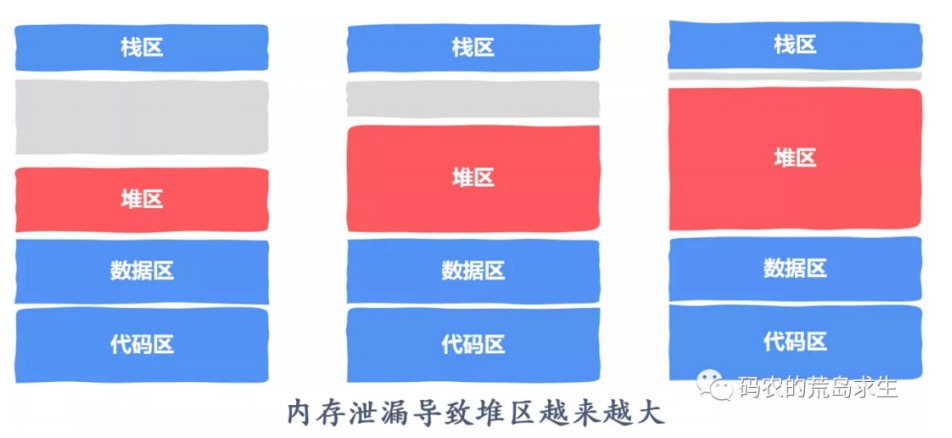 栈区
堆区
数据区
代码区
栈区
堆区
数据区
代码区
栈区
堆区
数据区
代码区
码农的荒岛求生
内存泄漏导致堆区越来越大